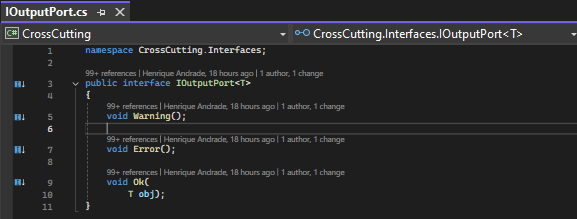 IOutputPort.cs
C# CrossCutting
CrossCutting.Interfaces.IOutputPort<T>
1 namespace CrossCutting.Interfaces;
2
99+ references | Henrique Andrade, 18 hours ago | 1 author, 1 change
3 public interface IOutputPort<T>
4 {
99+ references | Henrique Andrade, 18 hours ago | 1 author, 1 change
5 void Warning();
6
99+ references | Henrique Andrade, 18 hours ago | 1 author, 1 change
7 void Error();
8
99+ references | Henrique Andrade, 18 hours ago | 1 author, 1 change
9 void Ok(
10 T obj);
11 }